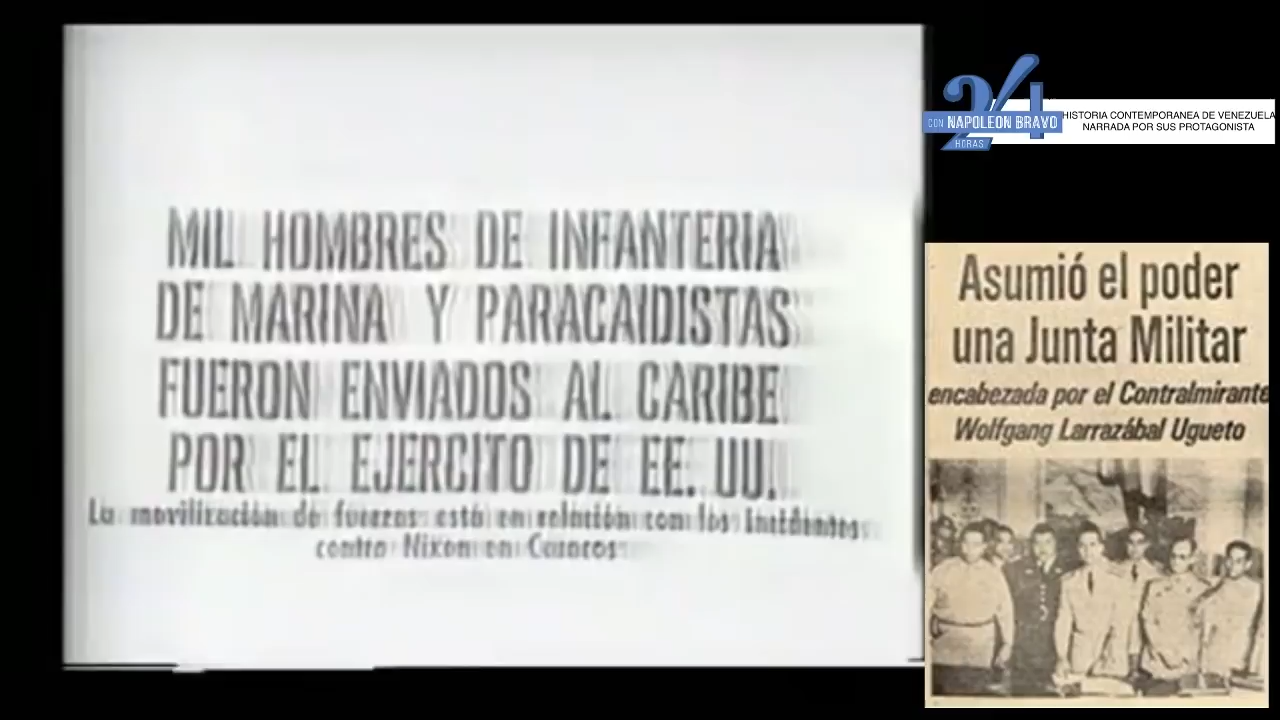 MIL HOMBRES DE INFANTERIA
DE MARINA Y PARACAIDISTAS
FUERON ENVIADOS AL CARIBE
POR EL EJERCITO DE EE. UU.
La movilización de fuerzas está en relación con los incidentes
contra Nixon en Caracas
24
CON NAPOLEON BRAVO
HORAS
HISTORIA CONTEMPORANEA DE VENEZUELA
NARRADA POR SUS PROTAGONISTA
Asumió el poder
una Junta Militar
encabezada por el Contralmirante
Wolfgang Larrazábal Ugueto